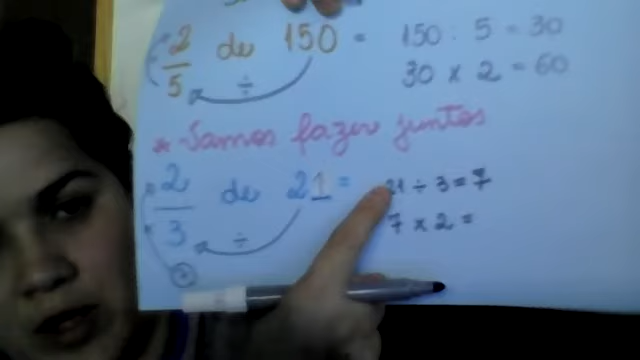 2/5 de 150 = 150 : 5 = 30
÷ 30 x 2 = 60
* Vamos fazer juntos
2/3 de 21 = 21 ÷ 3 = 7
÷ 7 x 2 =